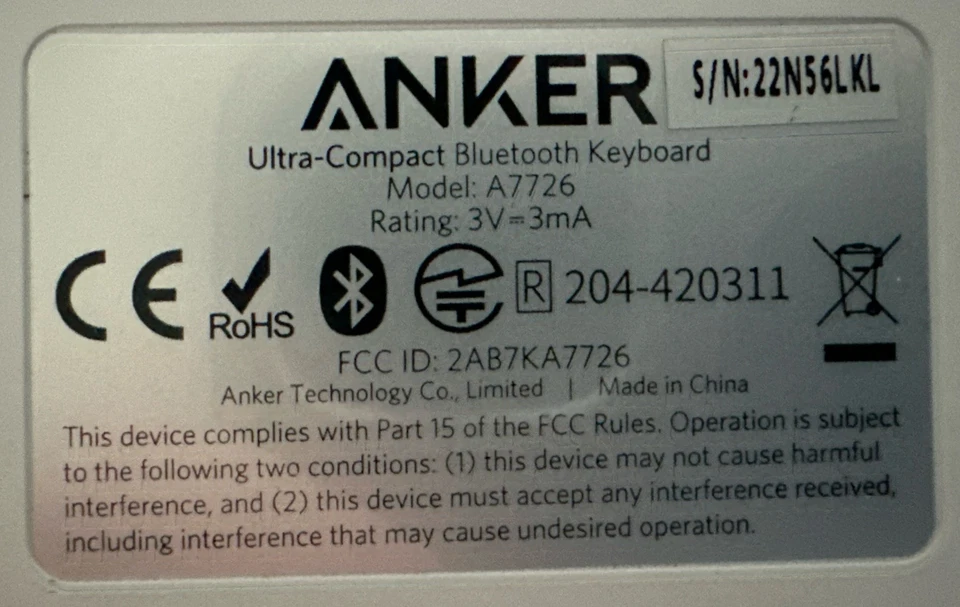 ANKER
S/N:22N56LKL
Ultra-Compact Bluetooth Keyboard
Model: A7726
Rating: 3V⎓3mA
CE RoHS R 204-420311
FCC ID: 2AB7KA7726
Anker Technology Co., Limited | Made in China
This device complies with Part 15 of the FCC Rules. Operation is subject
to the following two conditions: (1) this device may not cause harmful
interference, and (2) this device must accept any interference received,
including interference that may cause undesired operation.